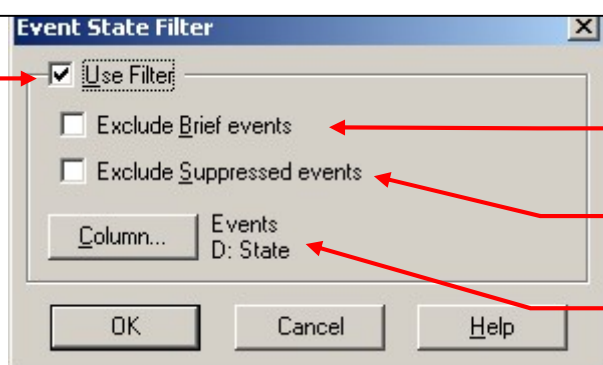 Event State Filter
Use Filter
Exclude Brief events
Exclude Suppressed events
Column...
Events
D: State
OK
Cancel
Help